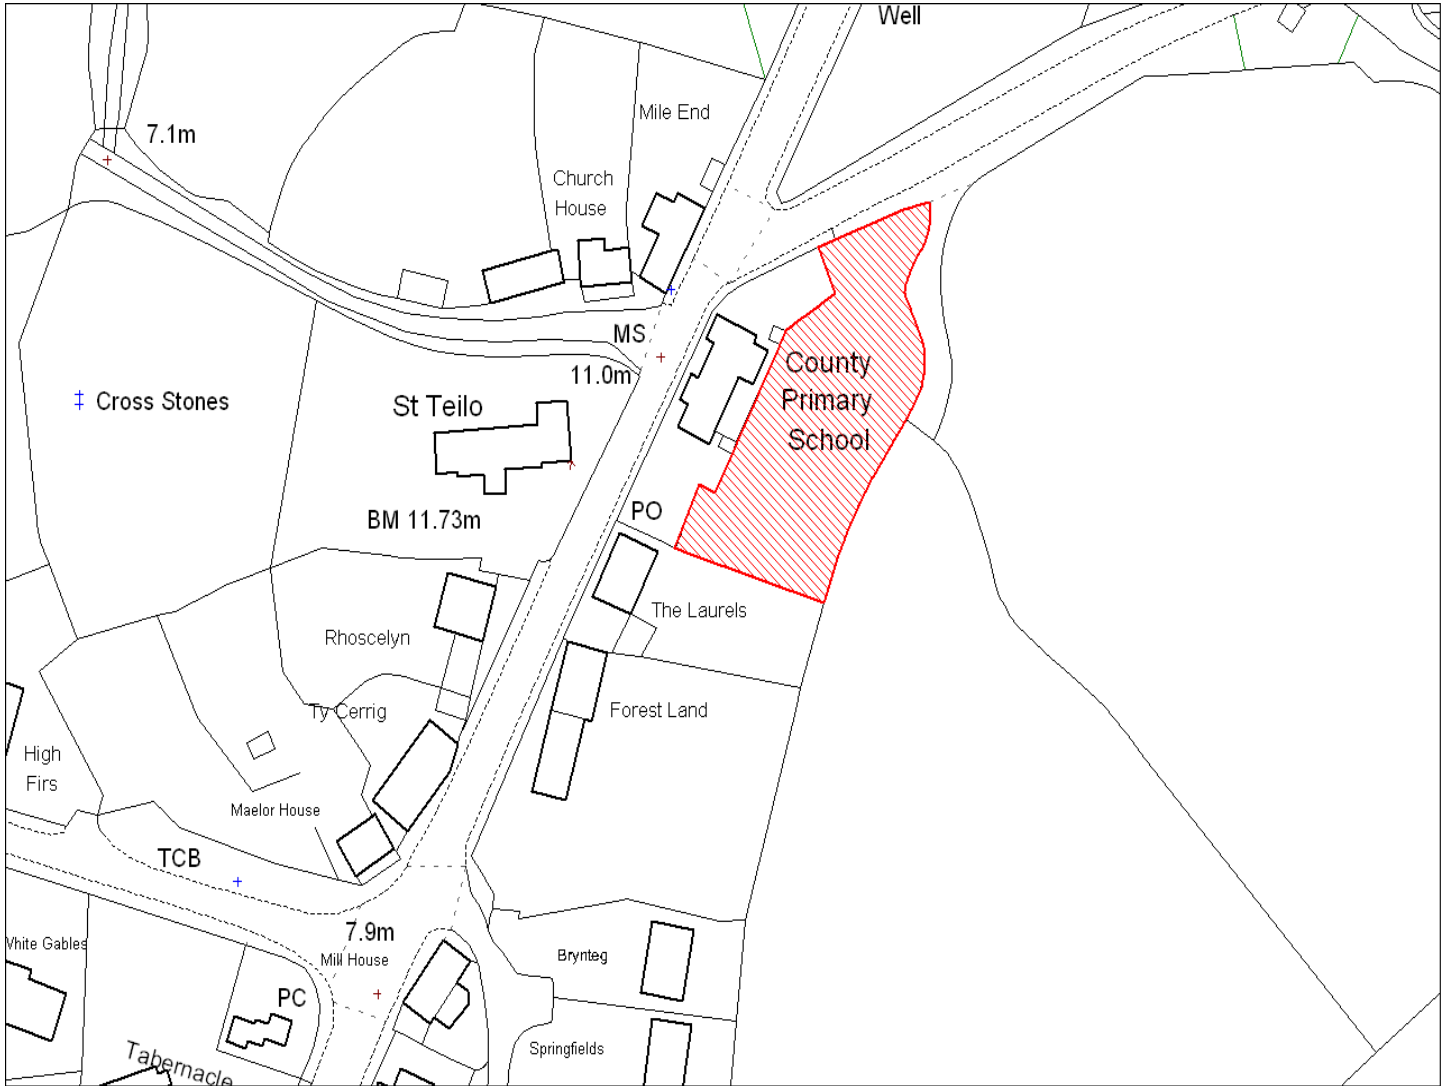 Well
Mile End
7.1m
Church
House
MS
11.0m
County
Primary
School
Cross Stones
St Teilo
PO
BM 11.73m
The Laurels
Rhoscelyn
Ty Cerrig
Forest Land
High
Firs
Maelor House
TCB
7.9m
White Gables
Mill House
Brynteg
PC
Springfields
Tabernacle